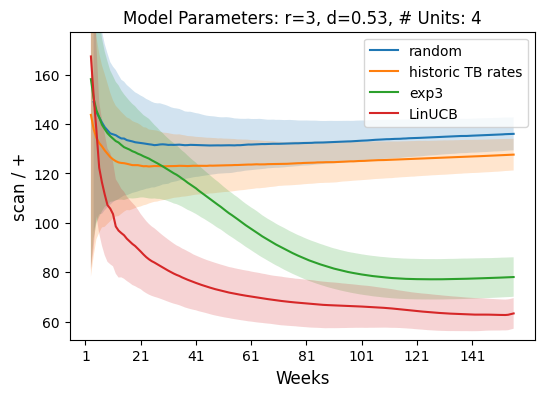 Model Parameters: r=3, d=0.53, # Units: 4
scan / +
160
140
120
100
80
60
random
historic TB rates
exp3
LinUCB
1 21 41 61 81 101 121 141
Weeks